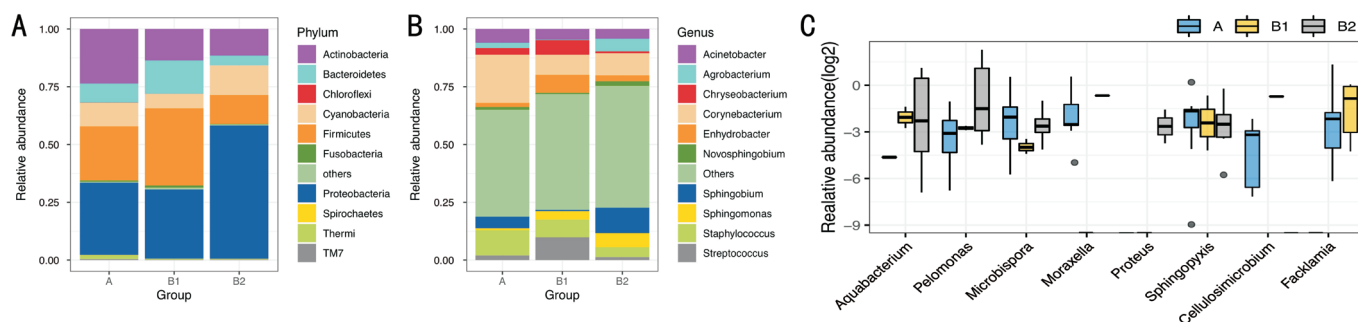 A
Relative abundance
1.00
0.75
0.50
0.25
0.00
A
B1
B2
Group
Phylum
Actinobacteria
Bacteroidetes
Chloroflexi
Cyanobacteria
Firmicutes
Fusobacteria
others
Proteobacteria
Spirochaetes
Thermi
TM7
B
Relative abundance
1.00
0.75
0.50
0.25
0.00
A
B1
B2
Group
Genus
Acinetobacter
Agrobacterium
Chryseobacterium
Corynebacterium
Enhydrobacter
Novosphingobium
Others
Sphingobium
Sphingomonas
Staphylococcus
Streptococcus
C
A
B1
B2
Realative abundance(log2)
0
−3
−6
−9
Aquabacterium
Pelomonas
Microbispora
Moraxella
Proteus
Sphingopyxis
Cellulosimicrobium
Facklamia